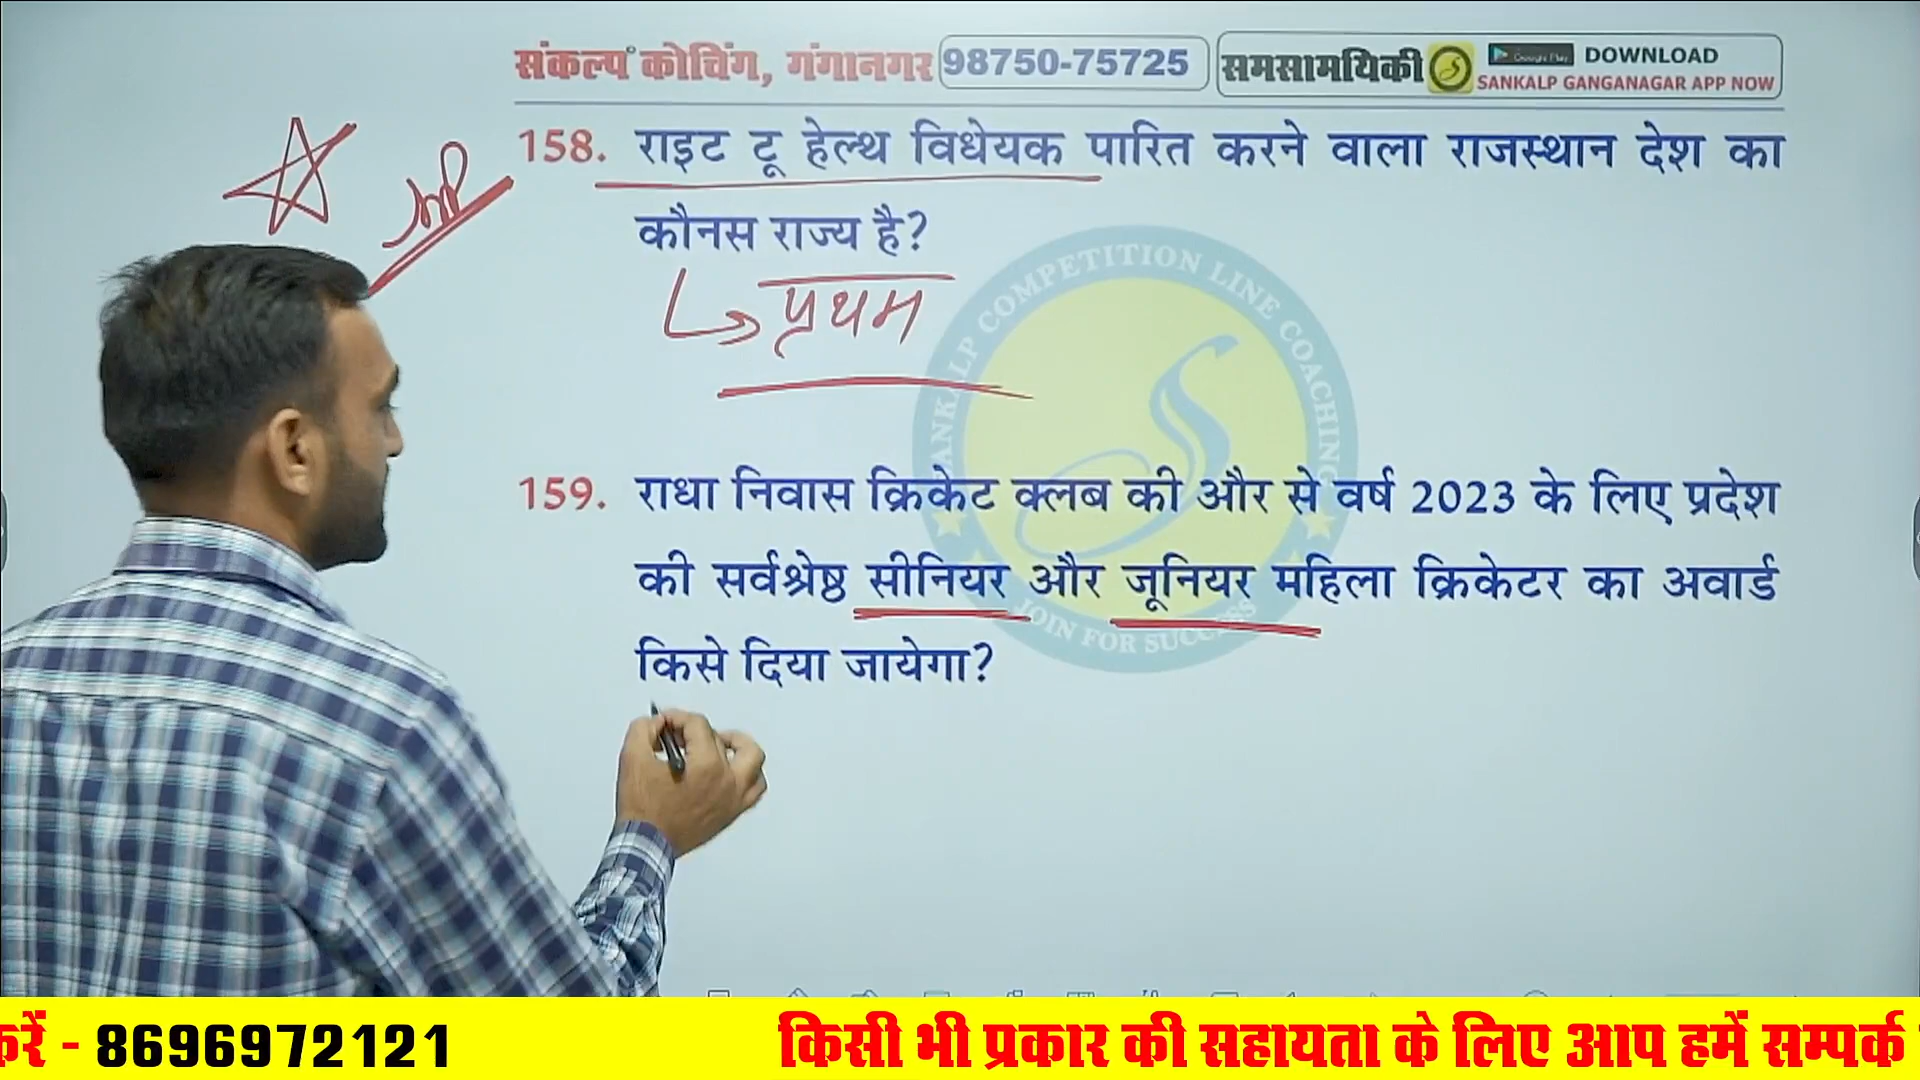 संकल्प कोचिंग, गंगानगर 98750-75725 समसामयिकी Google Play DOWNLOAD
SANKALP GANGANAGAR APP NOW
158. राइट टू हेल्थ विधेयक पारित करने वाला राजस्थान देश का
कौनस राज्य है?
प्रथम
SANKALP COMPETITION LINE COACHING
JOIN FOR SUCCESS
159. राधा निवास क्रिकेट क्लब की और से वर्ष 2023 के लिए प्रदेश
की सर्वश्रेष्ठ सीनियर और जूनियर महिला क्रिकेटर का अवार्ड
किसे दिया जायेगा?
करें - 8696972121 किसी भी प्रकार की सहायता के लिए आप हमें सम्पर्क